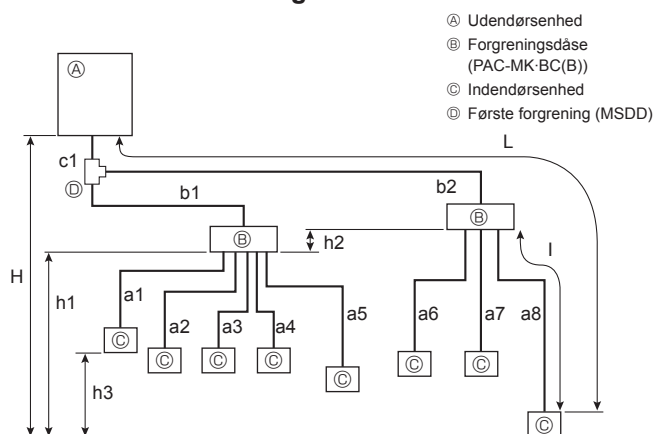 Ⓐ Udendørsenhed
Ⓑ Forgreningsdåse
(PAC-MK·BC(B))
Ⓒ Indendørsenhed
Ⓓ Første forgrening (MSDD)
Ⓐ
L
c1
Ⓓ
b1
b2
Ⓑ
Ⓑ
h2
H
h1
I
a1
a2
a3
a4
a5
a6
a7
a8
Ⓒ
Ⓒ
Ⓒ
Ⓒ
Ⓒ
Ⓒ
Ⓒ
h3
Ⓒ